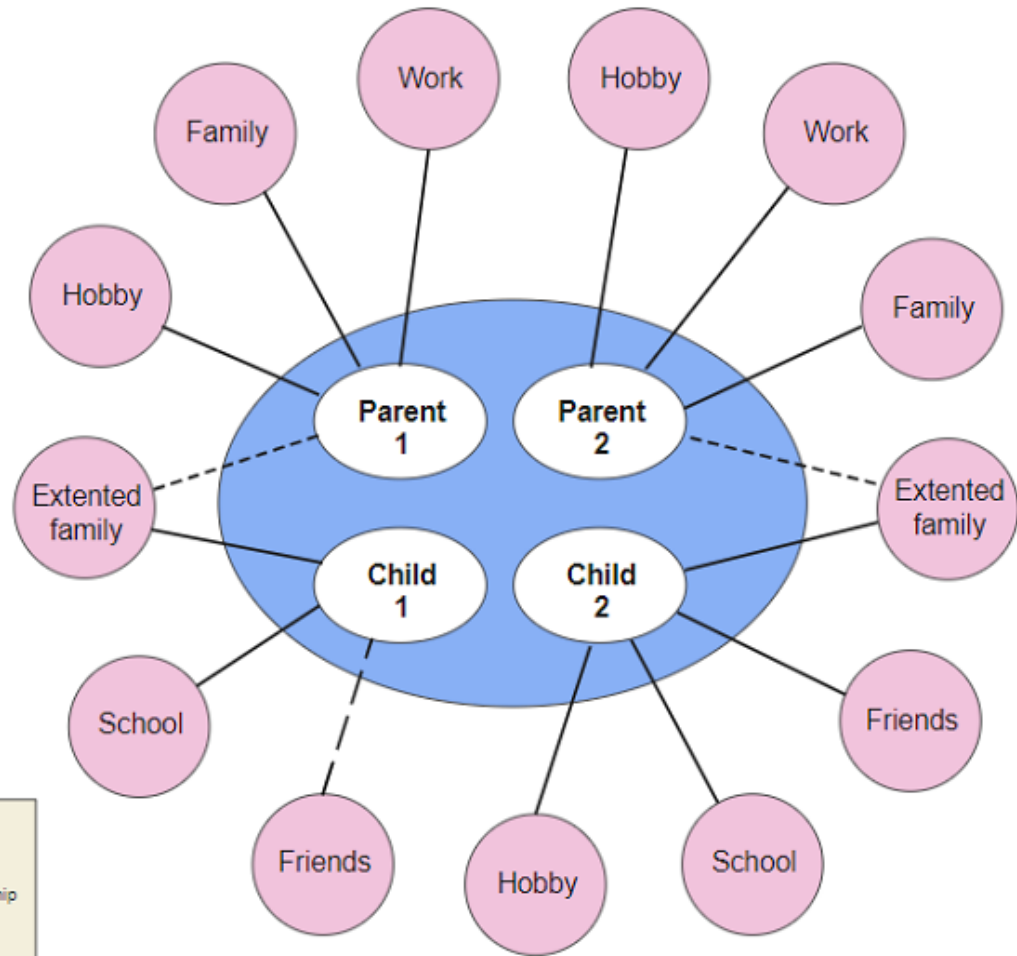 Work
Hobby
Family
Work
Hobby
Family
Parent
1
Parent
2
Extented
family
Extented
family
Child
1
Child
2
School
Friends
Friends
Hobby
School